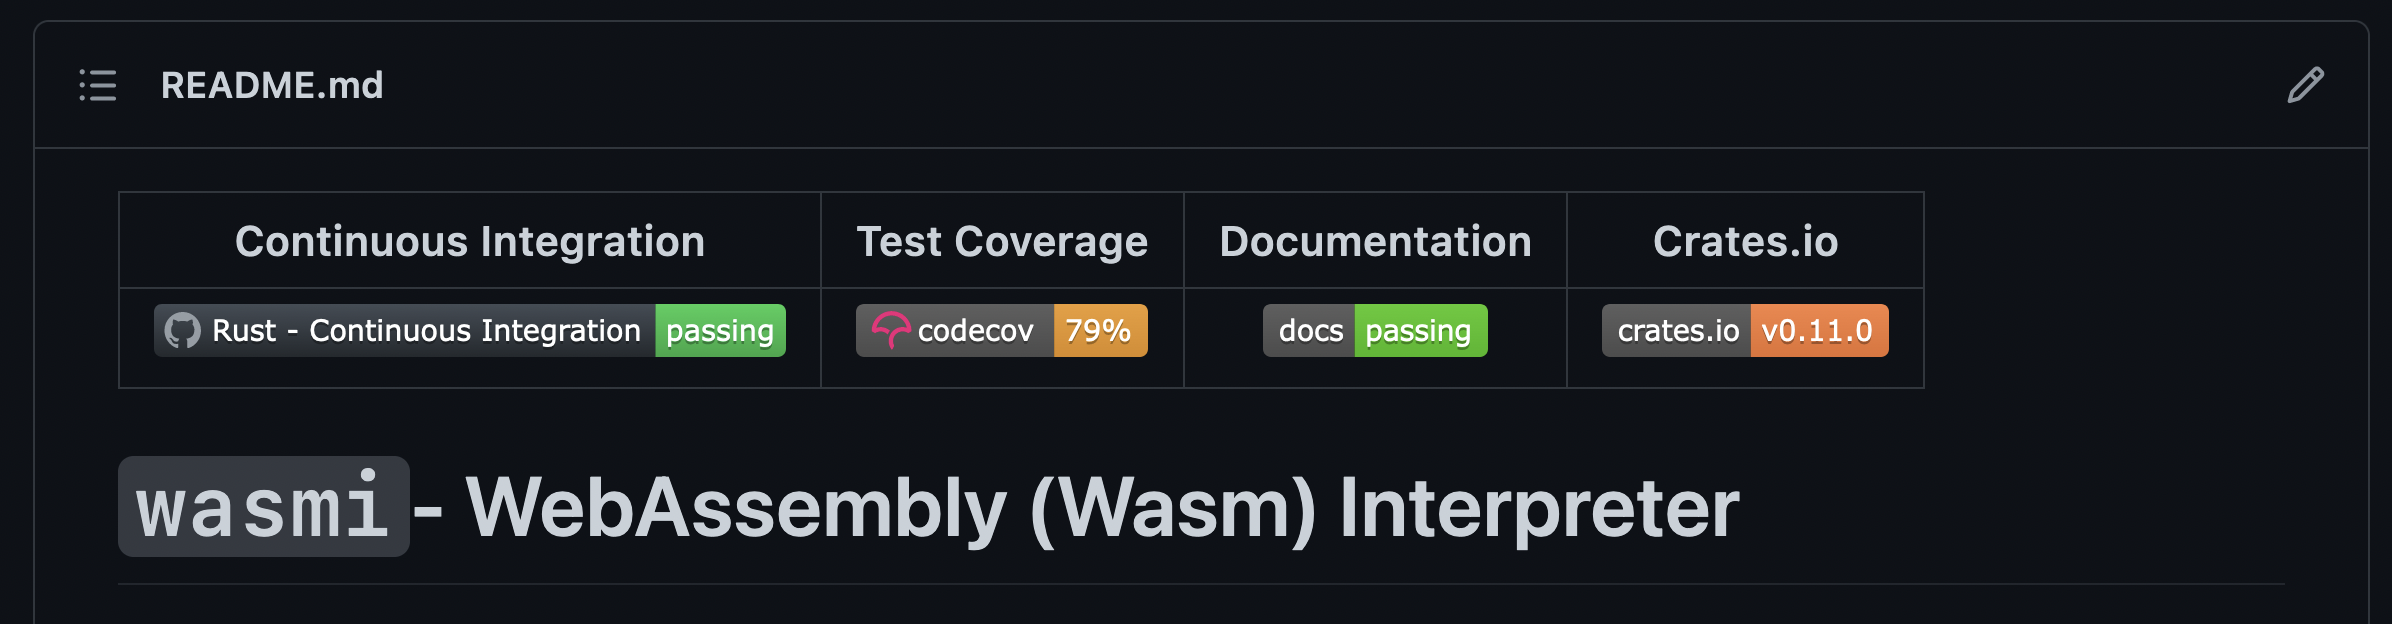 README.md
Continuous Integration Test Coverage Documentation Crates.io
Rust - Continuous Integration passing codecov 79% docs passing crates.io v0.11.0
wasmi - WebAssembly (Wasm) Interpreter